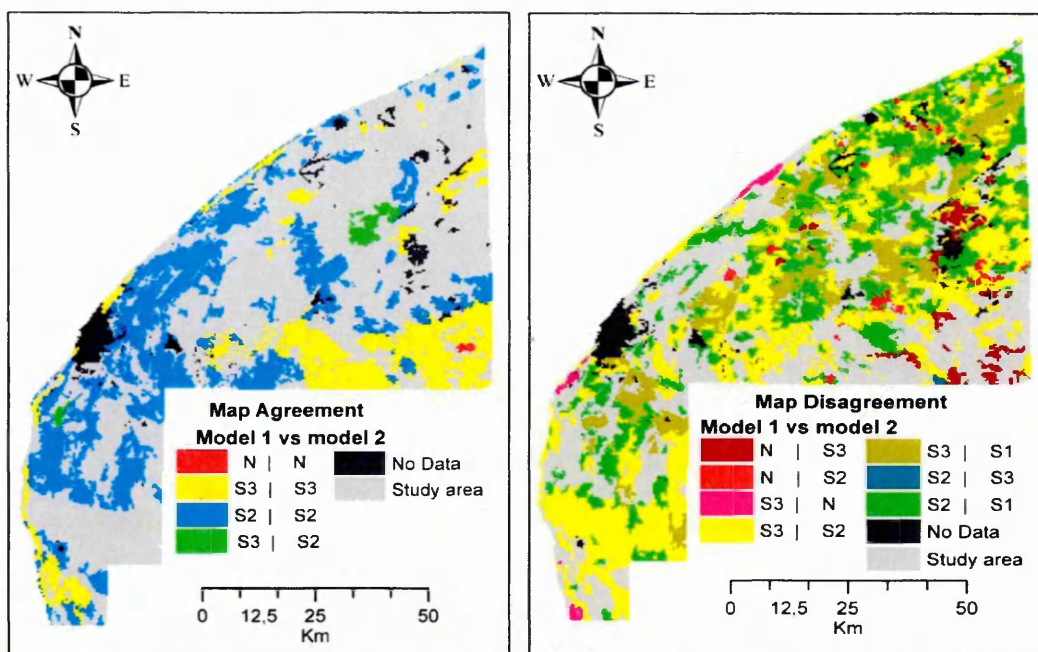 N
W E
S
Map Agreement
Model 1 vs model 2
N | N
S3 | S3
S2 | S2
S3 | S2
No Data
Study area
0 12.5 25 50
Km
N
W E
S
Map Disagreement
Model 1 vs model 2
N | S3
N | S2
S3 | N
S3 | S2
S3 | S1
S2 | S3
S2 | S1
No Data
Study area
0 12.5 25 50
Km